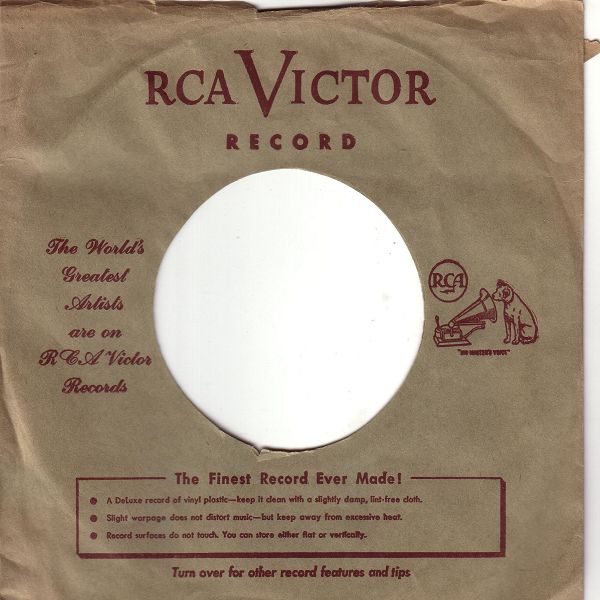 RCA VICTOR
RECORD
The World's
Greatest
Artists
are on
RCA Victor
Records
RCA
"HIS MASTER'S VOICE"
The Finest Record Ever Made!
● A DeLuxe record of vinyl plastic—keep it clean with a slightly damp, lint-free cloth.
● Slight warpage does not distort music—but keep away from excessive heat.
● Record surfaces do not touch. You can store either flat or vertically.
Turn over for other record features and tips